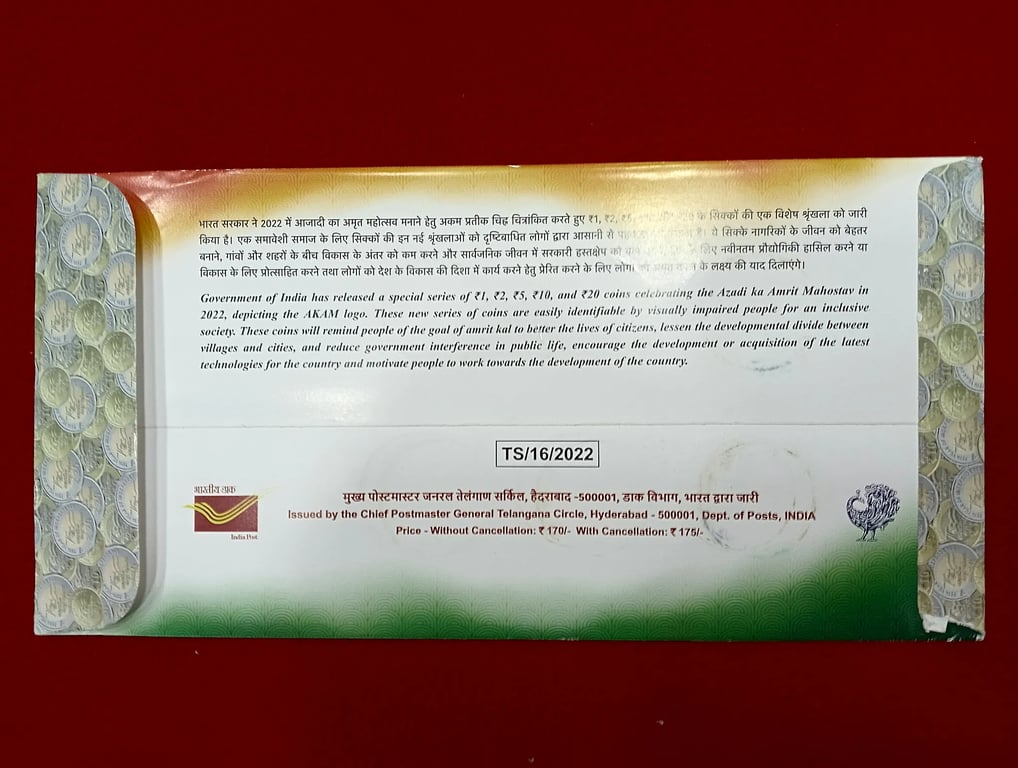 भारत सरकार ने 2022 में आजादी का अमृत महोत्सव मनाने हेतु अकम प्रतीक चिह्न चित्रांकित करते हुए ₹1, ₹2, ₹5, के सिक्कों की एक विशेष श्रृंखला को जारी
किया है। एक समावेशी समाज के लिए सिक्कों की इन नई श्रृंखलाओं को दृष्टिबाधित लोगों द्वारा आसानी से ये सिक्के नागरिकों के जीवन को बेहतर
बनाने, गांवों और शहरों के बीच विकास के अंतर को कम करने और सार्वजनिक जीवन में सरकारी हस्तक्षेप को लिए नवीनतम प्रौद्योगिकी हासिल करने या
विकास के लिए प्रोत्साहित करने तथा लोगों को देश के विकास की दिशा में कार्य करने हेतु प्रेरित करने के लिए के लक्ष्य की याद दिलाएंगे।
Government of India has released a special series of ₹1, ₹2, ₹5, ₹10, and ₹20 coins celebrating the Azadi ka Amrit Mahostav in
2022, depicting the AKAM logo. These new series of coins are easily identifiable by visually impaired people for an inclusive
society. These coins will remind people of the goal of amrit kal to better the lives of citizens, lessen the developmental divide between
villages and cities, and reduce government interference in public life, encourage the development or acquisition of the latest
technologies for the country and motivate people to work towards the development of the country.
TS/16/2022
भारतीय डाक
India Post
मुख्य पोस्टमास्टर जनरल तेलंगाण सर्किल, हैदराबाद -500001, डाक विभाग, भारत द्वारा जारी
Issued by the Chief Postmaster General Telangana Circle, Hyderabad - 500001, Dept. of Posts, INDIA
Price - Without Cancellation: ₹ 170/- With Cancellation: ₹ 175/-